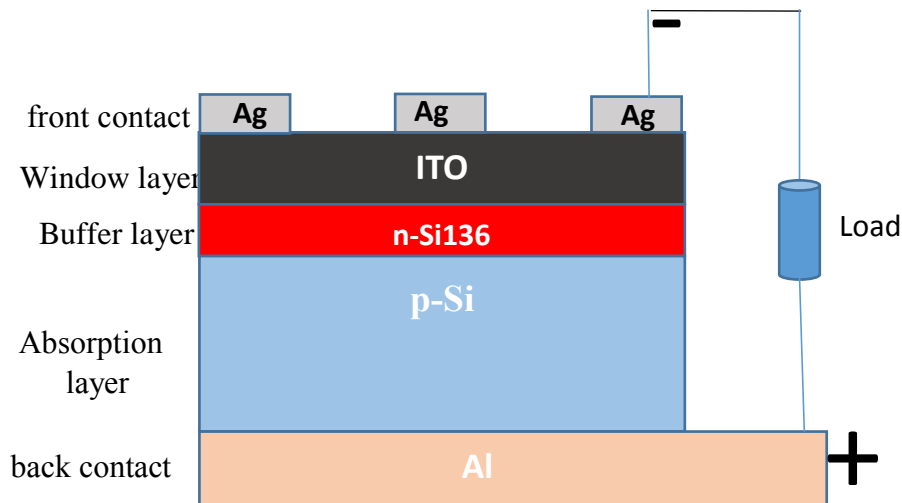 front contact
Ag
Ag
Ag
-
Window layer
ITO
Buffer layer
n-Si136
Load
p-Si
Absorption
layer
back contact
Al
+